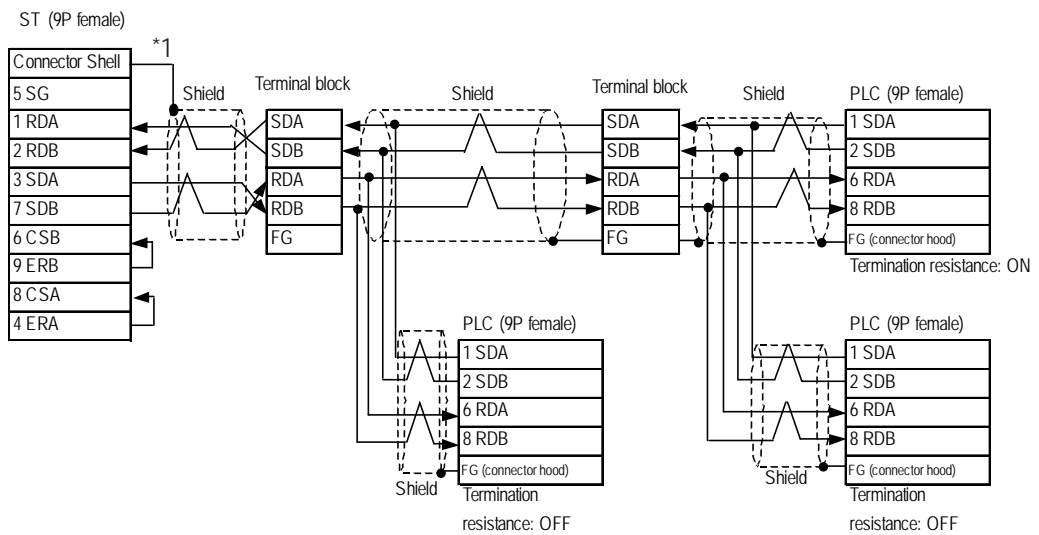 ST (9P female)
*1
Connector Shell
5 SG
1 RDA
2 RDB
3 SDA
7 SDB
6 CSB
9 ERB
8 CSA
4 ERA
Shield
Terminal block
SDA
SDB
RDA
RDB
FG
Shield
Terminal block
SDA
SDB
RDA
RDB
FG
Shield
PLC (9P female)
1 SDA
2 SDB
6 RDA
8 RDB
FG (connector hood)
Termination resistance: ON
PLC (9P female)
1 SDA
2 SDB
6 RDA
8 RDB
FG (connector hood)
Shield
Termination
resistance: OFF
PLC (9P female)
1 SDA
2 SDB
6 RDA
8 RDB
FG (connector hood)
Shield
Termination
resistance: OFF